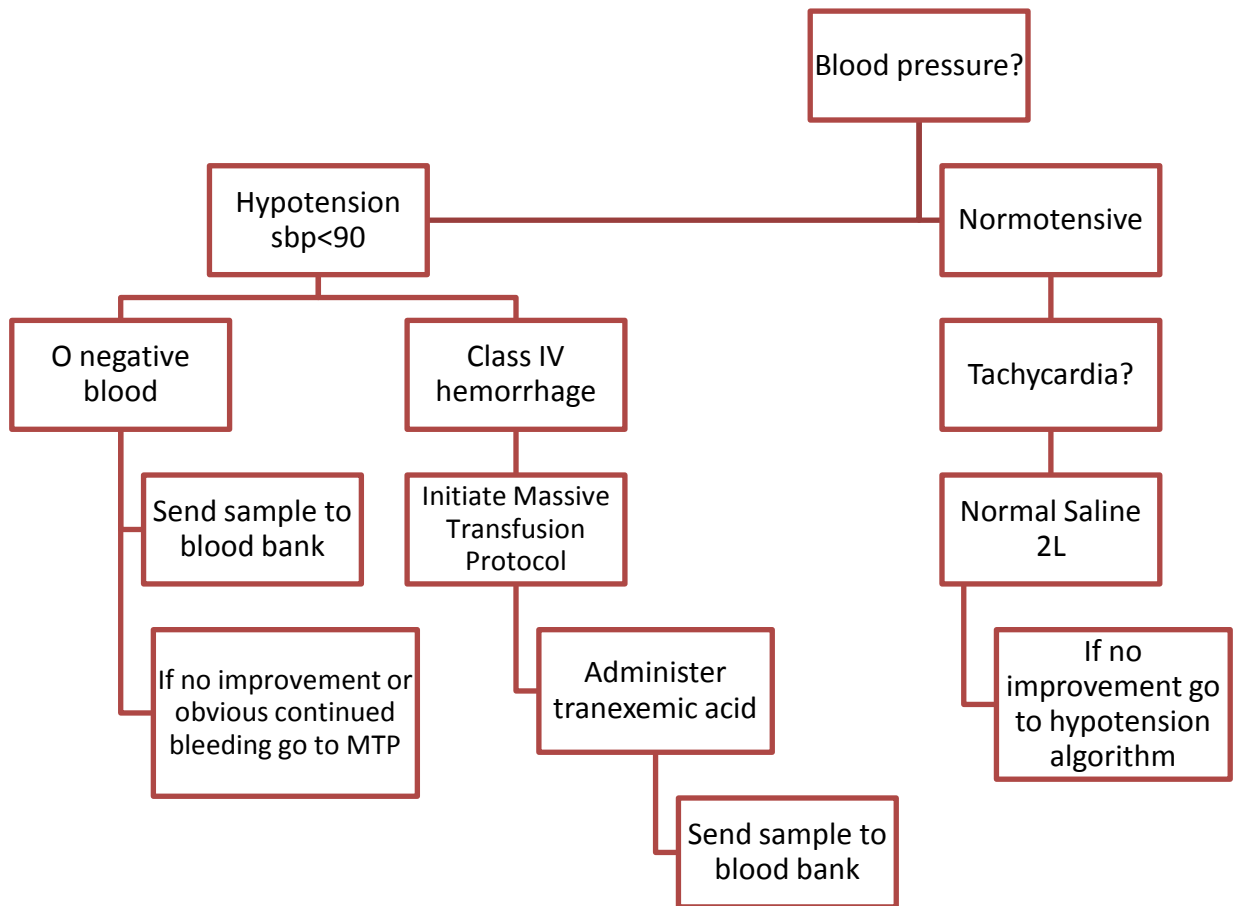 Blood pressure?
Hypotension
sbp<90
Normotensive
O negative
blood
Class IV
hemorrhage
Tachycardia?
Send sample to
blood bank
Initiate Massive
Transfusion
Protocol
Normal Saline
2L
If no improvement or
obvious continued
bleeding go to MTP
Administer
tranexemic acid
If no
improvement go
to hypotension
algorithm
Send sample to
blood bank